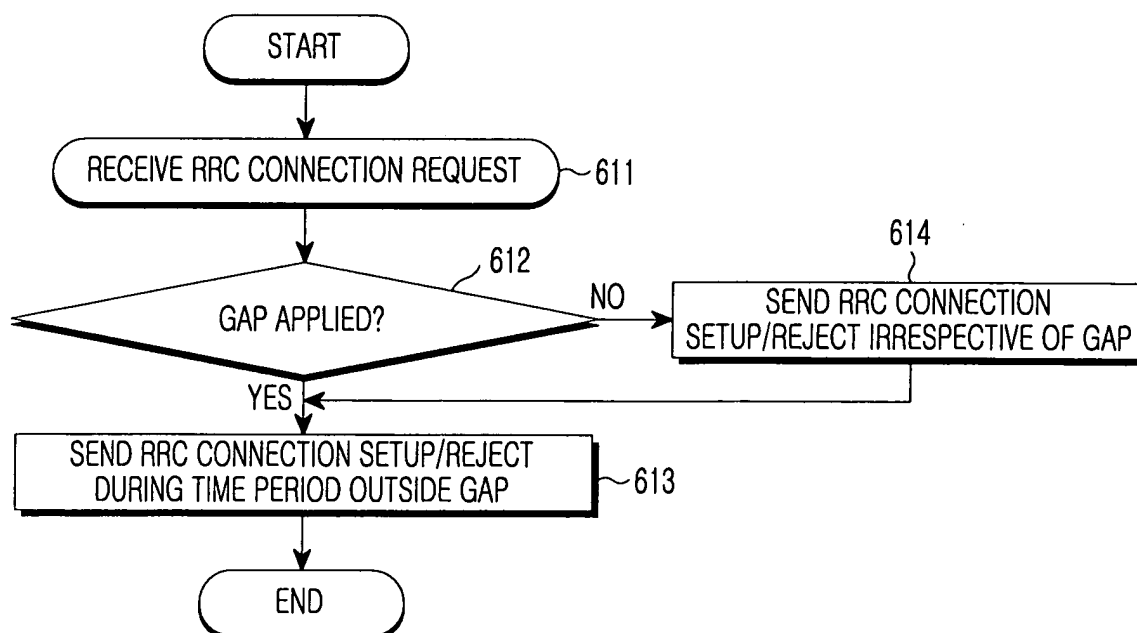 START
RECEIVE RRC CONNECTION REQUEST
611
612
GAP APPLIED?
NO
614
SEND RRC CONNECTION
SETUP/REJECT IRRESPECTIVE OF GAP
YES
SEND RRC CONNECTION SETUP/REJECT
DURING TIME PERIOD OUTSIDE GAP
613
END